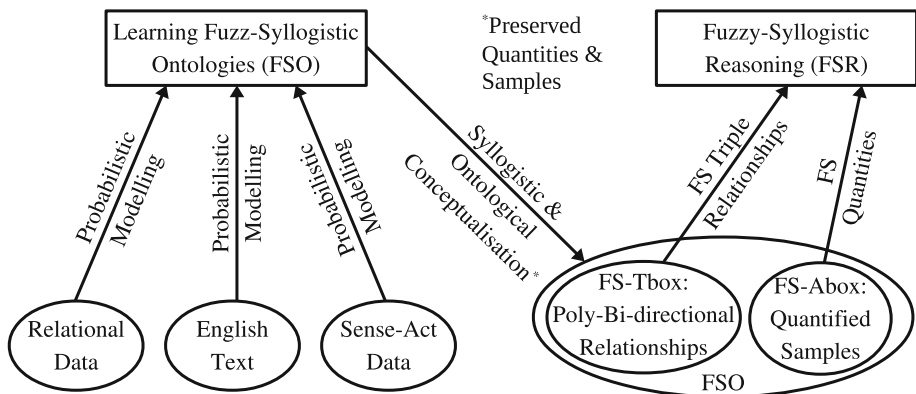 Learning Fuzz-Syllogistic
Ontologies (FSO)
*Preserved
Quantities &
Samples
Fuzzy-Syllogistic
Reasoning (FSR)
Probabilistic
Modelling
Probabilistic
Modelling
Probabilistic
Modelling
Syllogistic &
Ontological
Conceptualisation *
FS Triple
Relationships
FS
Quantities
Relational
Data
English
Text
Sense-Act
Data
FS-Tbox:
Poly-Bi-directional
Relationships
FS-Abox:
Quantified
Samples
FSO